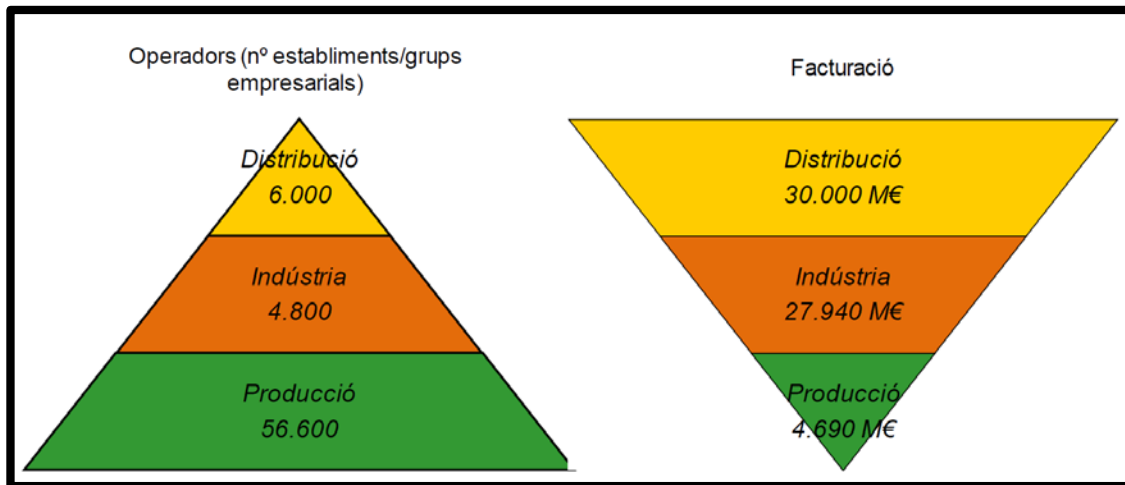 Operadors (nº establiments/grups
empresarials)
Distribució
6.000
Indústria
4.800
Producció
56.600
Facturació
Distribució
30.000 M€
Indústria
27.940 M€
Producció
4.690 M€